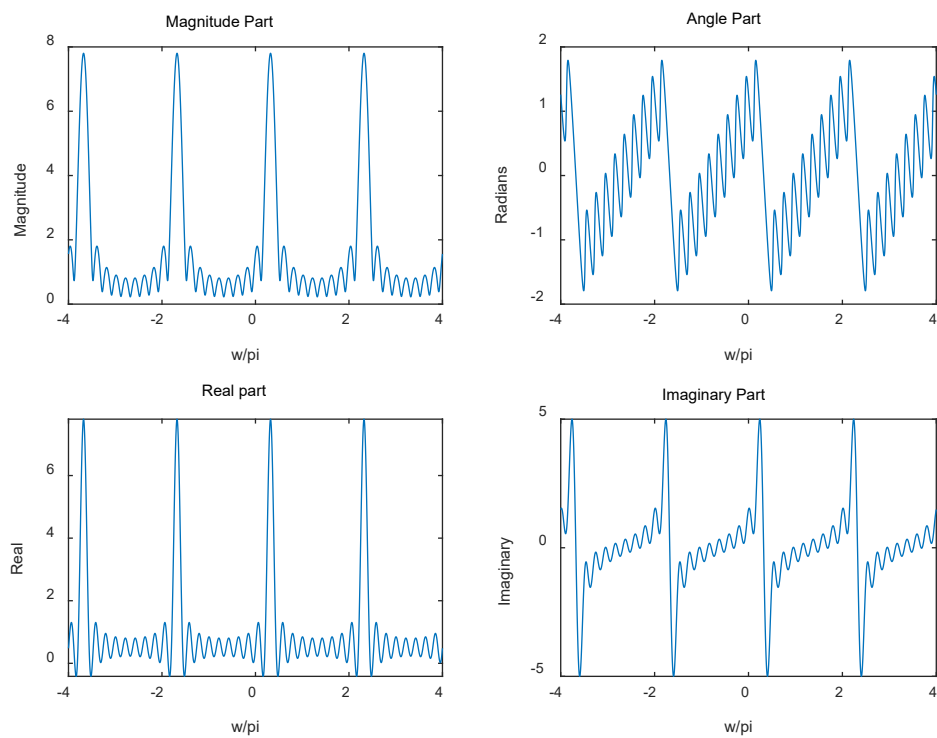 Magnitude Part
8
6
4
2
0
Magnitude
-4 -2 0 2 4
w/pi
Angle Part
2
1
0
-1
-2
Radians
-4 -2 0 2 4
w/pi
Real part
6
4
2
0
Real
-4 -2 0 2 4
w/pi
Imaginary Part
5
0
-5
Imaginary
-4 -2 0 2 4
w/pi